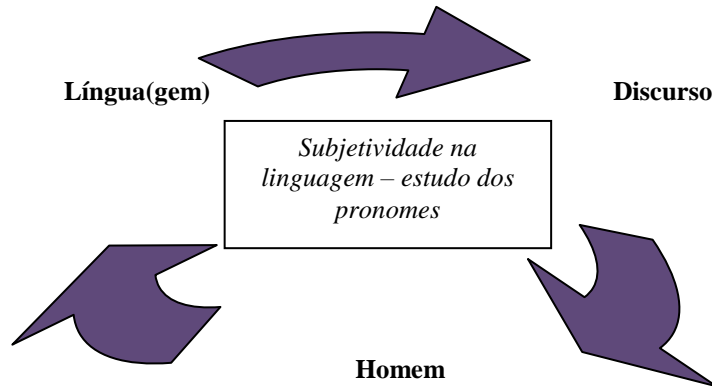 Língua(gem)
Discurso
Subjetividade na
linguagem – estudo dos
pronomes
Homem